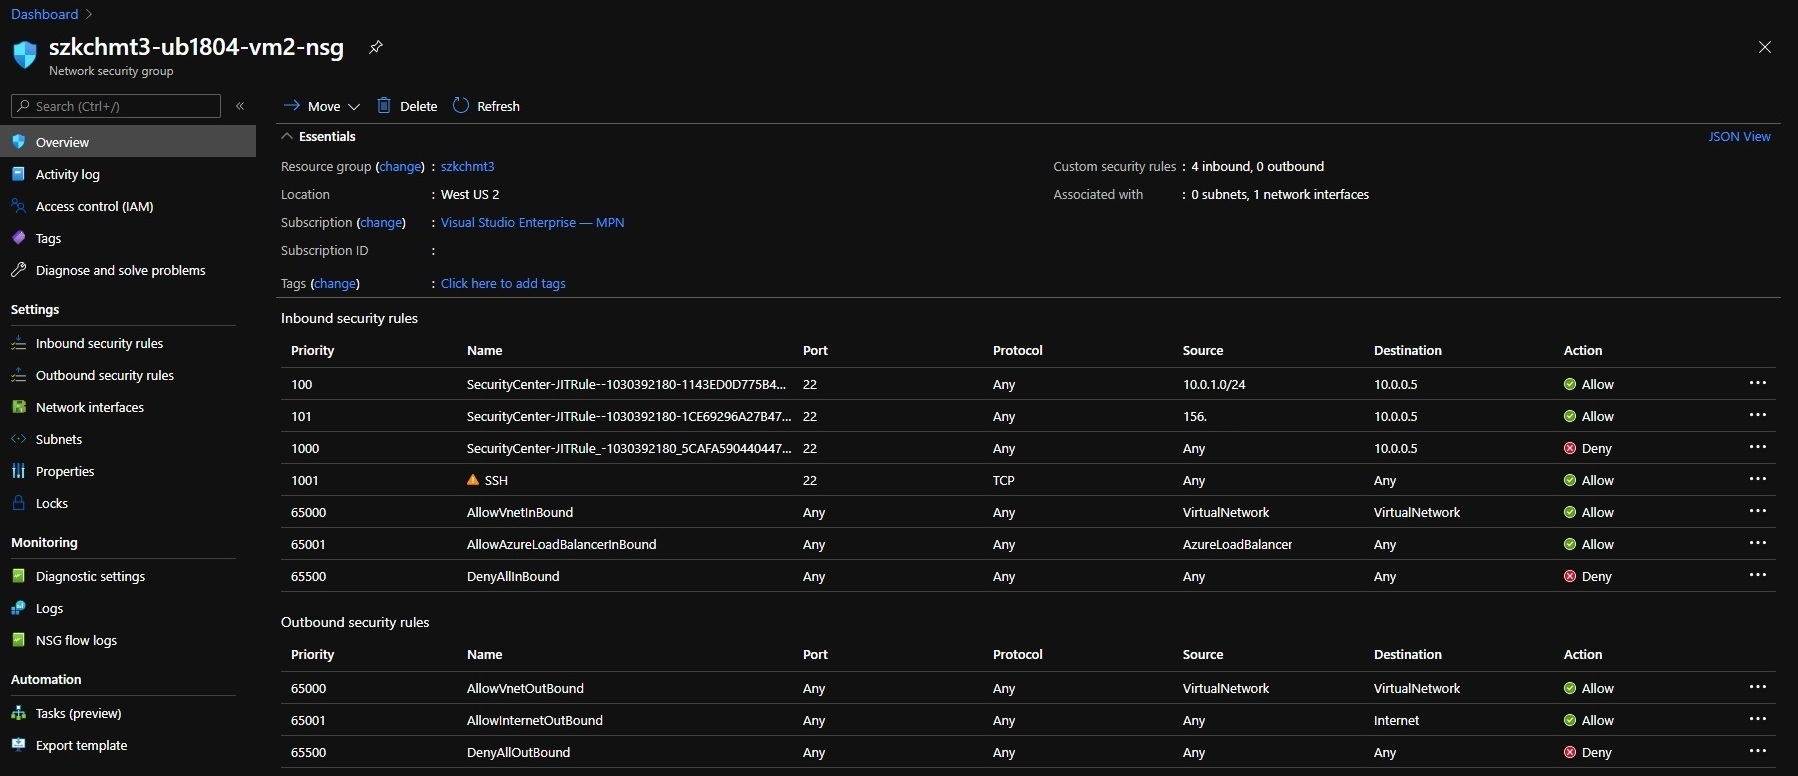 Dashboard >
szkchmt3-ub1804-vm2-nsg
Network security group
Search (Ctrl+/)
«
Overview
Activity log
Access control (IAM)
Tags
Diagnose and solve problems
Settings
Inbound security rules
Outbound security rules
Network interfaces
Subnets
Properties
Locks
Monitoring
Diagnostic settings
Logs
NSG flow logs
Automation
Tasks (preview)
Export template
Move Delete Refresh
Essentials JSON View
Resource group (change) : szkchmt3 Custom security rules : 4 inbound, 0 outbound
Location : West US 2 Associated with : 0 subnets, 1 network interfaces
Subscription (change) : Visual Studio Enterprise — MPN
Subscription ID :
Tags (change) : Click here to add tags
Inbound security rules
Priority Name Port Protocol Source Destination Action
100 SecurityCenter-JITRule--1030392180-1143ED0D775B4... 22 Any 10.0.1.0/24 10.0.0.5 Allow ...
101 SecurityCenter-JITRule--1030392180-1CE69296A27B47... 22 Any 156. 10.0.0.5 Allow ...
1000 SecurityCenter-JITRule_-1030392180_5CAFA590440447... 22 Any Any 10.0.0.5 Deny ...
1001 SSH 22 TCP Any Any Allow ...
65000 AllowVnetInBound Any Any VirtualNetwork VirtualNetwork Allow ...
65001 AllowAzureLoadBalancerInBound Any Any AzureLoadBalancer Any Allow ...
65500 DenyAllInBound Any Any Any Any Deny ...
Outbound security rules
Priority Name Port Protocol Source Destination Action
65000 AllowVnetOutBound Any Any VirtualNetwork VirtualNetwork Allow ...
65001 AllowInternetOutBound Any Any Any Internet Allow ...
65500 DenyAllOutBound Any Any Any Any Deny ...